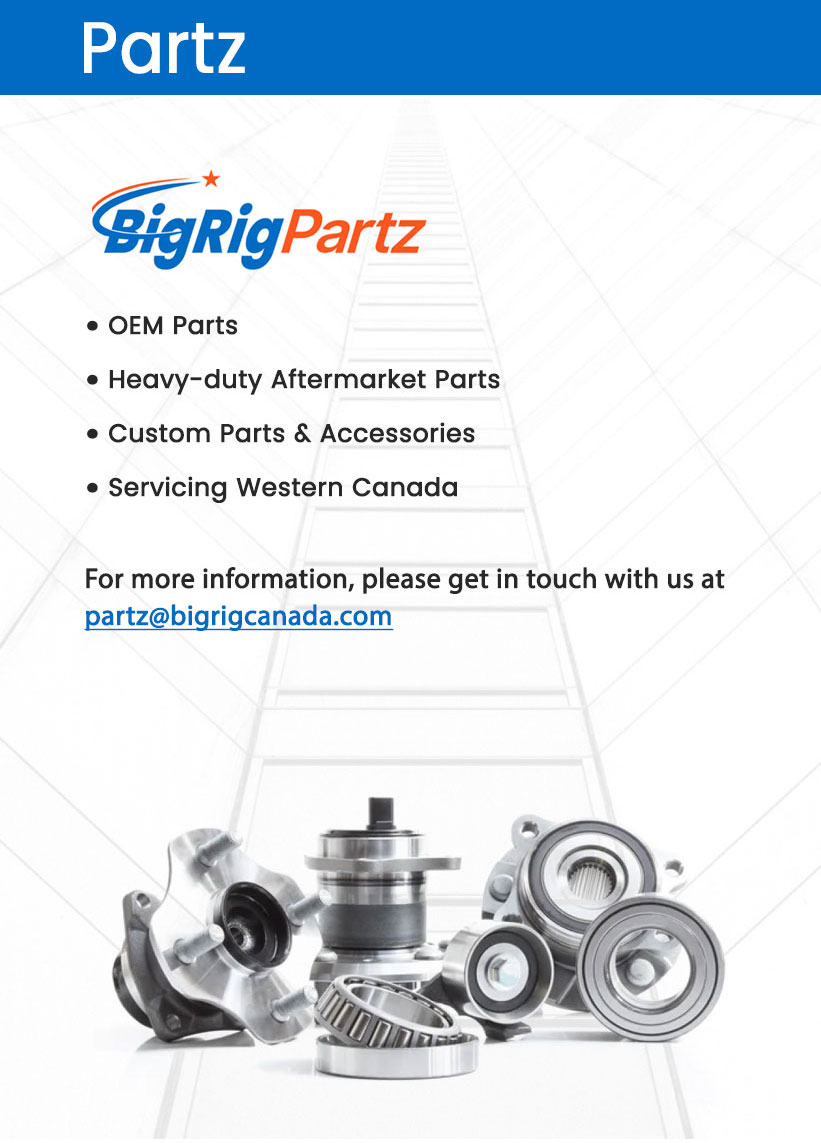 Partz
BigRigPartz
• OEM Parts
• Heavy-duty Aftermarket Parts
• Custom Parts & Accessories
• Servicing Western Canada
For more information, please get in touch with us at
partz@bigrigcanada.com